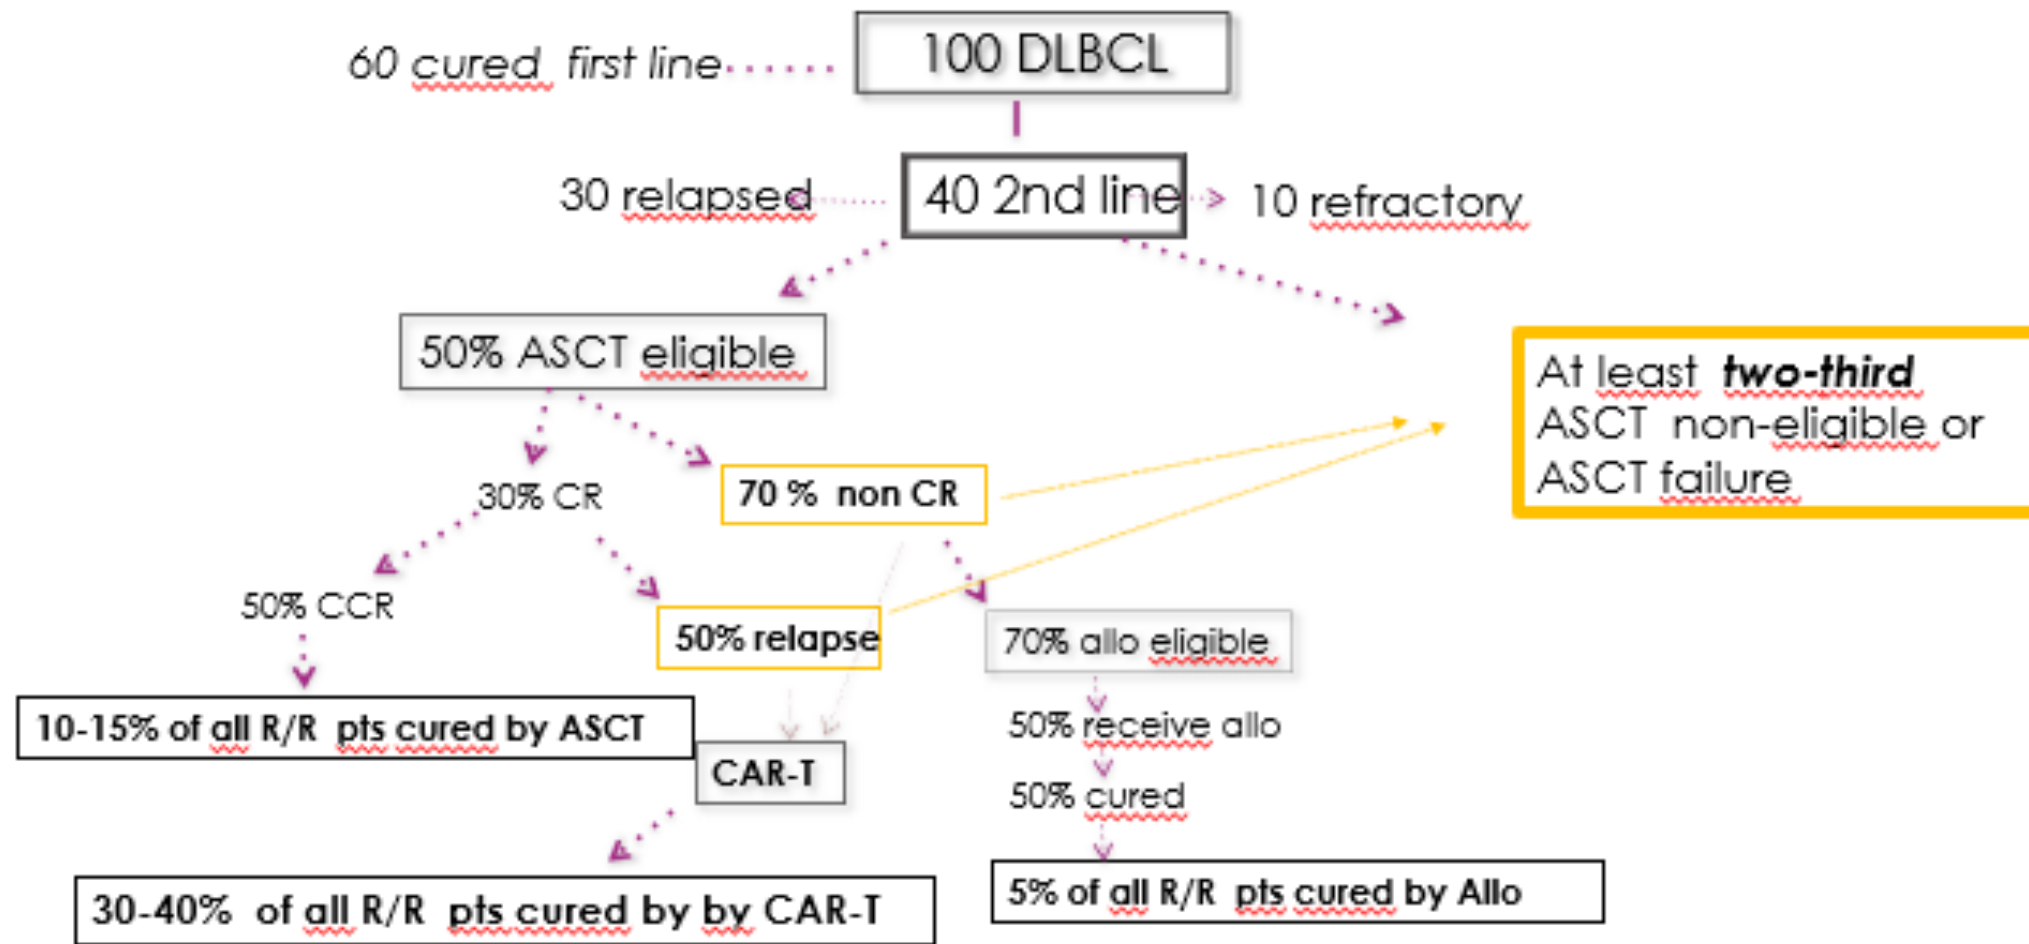 60 cured first line
100 DLBCL
30 relapsed
40 2nd line
10 refractory
50% ASCT eligible
At least two-third
ASCT non-eligible or
ASCT failure
30% CR
70 % non CR
50% CCR
50% relapse
70% allo eligible
10-15% of all R/R pts cured by ASCT
50% receive allo
CAR-T
50% cured
30-40% of all R/R pts cured by by CAR-T
5% of all R/R pts cured by Allo